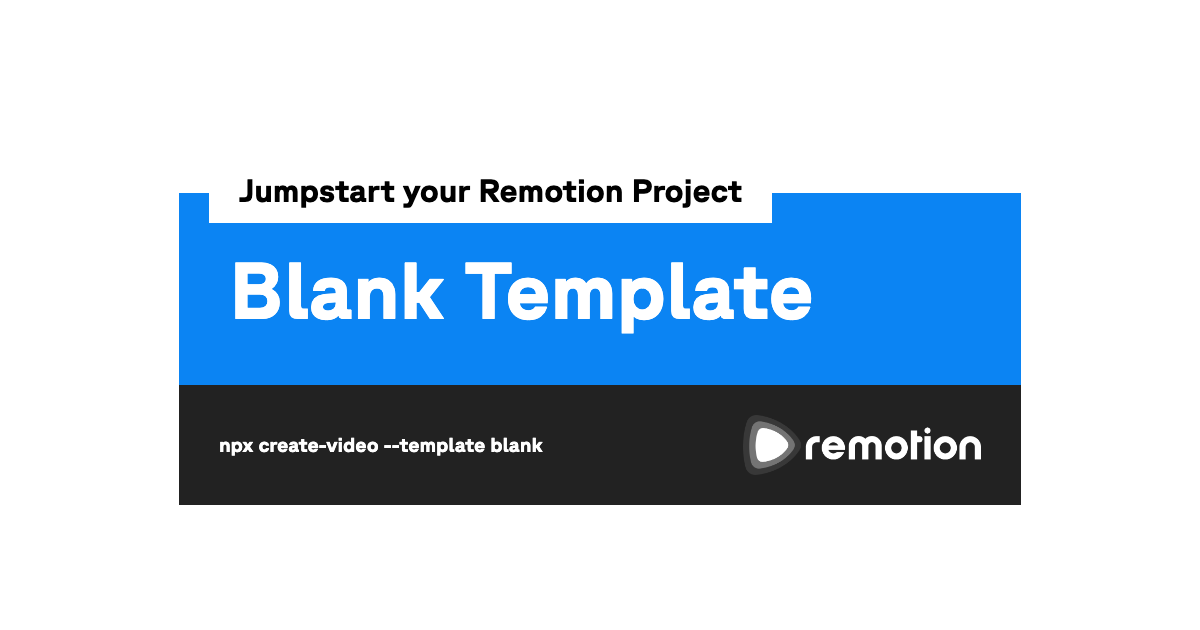 Jumpstart your Remotion Project
Blank Template
npx create-video --template blank
remotion